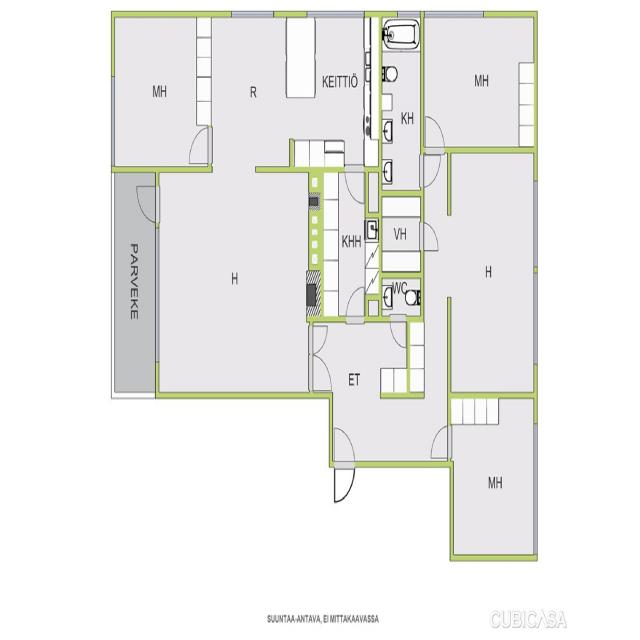 MH
R
KEITTIÖ
KH
MH
PARVEKE
H
KHH
VH
WC
H
ET
MH
SUUNTAA-ANTAVA, EI MITTAKAAVASSA
CUBICASA